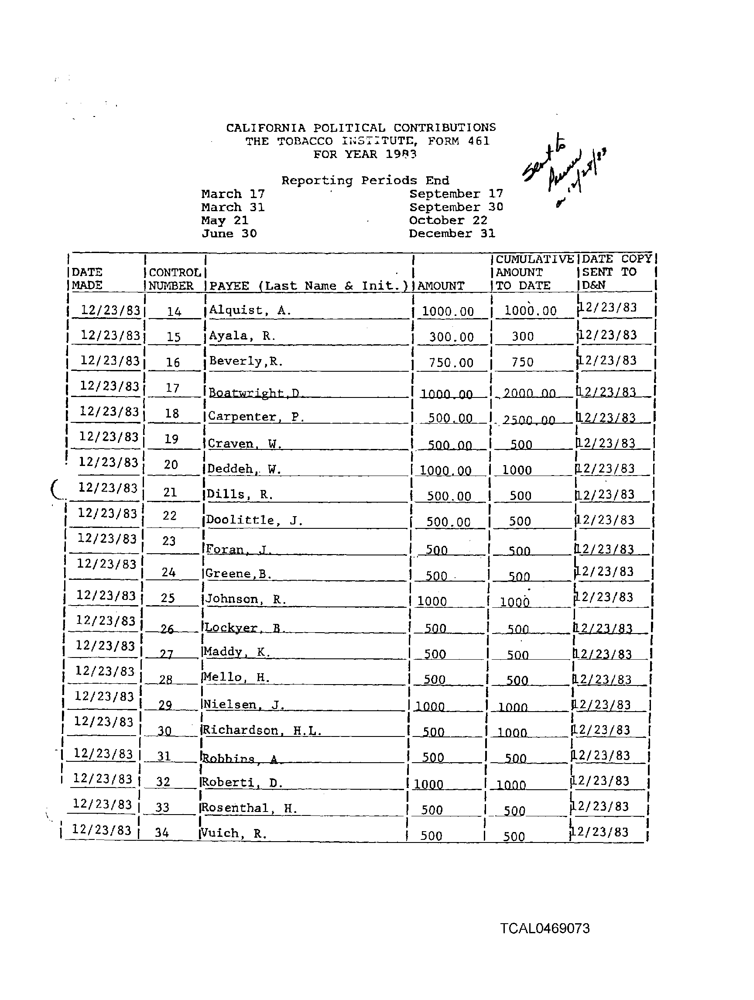 CALIFORNIA POLITICAL CONTRIBUTIONS
THE TOBACCO INSTITUTE, FORM 461
FOR YEAR 1983
Sent to
on 12/28/83
Reporting Periods End
March 17 September 17
March 31 September 30
May 21 October 22
June 30 December 31
DATE MADE CONTROL NUMBER PAYEE (Last Name & Init.) AMOUNT CUMULATIVE AMOUNT TO DATE DATE COPY SENT TO D&N
12/23/83 14 Alquist, A. 1000.00 1000.00 12/23/83
12/23/83 15 Ayala, R. 300.00 300 12/23/83
12/23/83 16 Beverly,R. 750.00 750 12/23/83
12/23/83 17 Boatwright,D. 1000.00 2000.00 12/23/83
12/23/83 18 Carpenter, P. 500.00 2500.00 12/23/83
12/23/83 19 Craven, W. 500.00 500 12/23/83
12/23/83 20 Deddeh, W. 1000.00 1000 12/23/83
12/23/83 21 Dills, R. 500.00 500 12/23/83
12/23/83 22 Doolittle, J. 500.00 500 12/23/83
12/23/83 23 Foran, J. 500 500 12/23/83
12/23/83 24 Greene,B. 500 500 12/23/83
12/23/83 25 Johnson, R. 1000 1000 12/23/83
12/23/83 26 Lockyer, B. 500 500 12/23/83
12/23/83 27 Maddy, K. 500 500 12/23/83
12/23/83 28 Mello, H. 500 500 12/23/83
12/23/83 29 Nielsen, J. 1000 1000 12/23/83
12/23/83 30 Richardson, H.L. 500 1000 12/23/83
12/23/83 31 Robbins, A 500 500 12/23/83
12/23/83 32 Roberti, D. 1000 1000 12/23/83
12/23/83 33 Rosenthal, H. 500 500 12/23/83
12/23/83 34 Vuich, R. 500 500 12/23/83
TCAL0469073